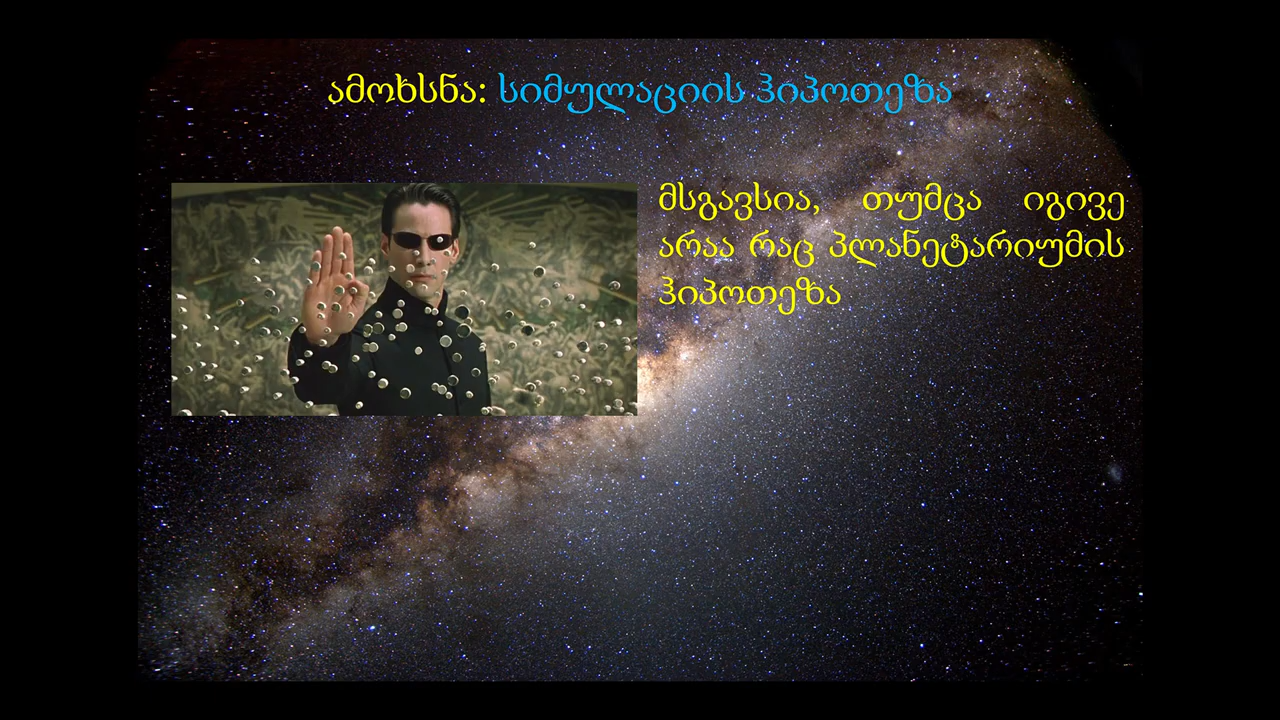 ამოხსნა: სიმულაციის ჰიპოთეზა
მსგავსია, თუმცა იგივე
არაა რაც პლანეტარიუმის
ჰიპოთეზა